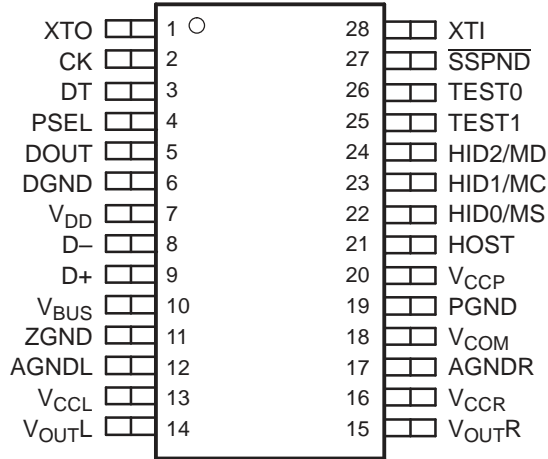 XTO 1 28 XTI
CK 2 27 SSPND
DT 3 26 TEST0
PSEL 4 25 TEST1
DOUT 5 24 HID2/MD
DGND 6 23 HID1/MC
VDD 7 22 HID0/MS
D– 8 21 HOST
D+ 9 20 VCCP
VBUS 10 19 PGND
ZGND 11 18 VCOM
AGNDL 12 17 AGNDR
VCCL 13 16 VCCR
VOUTL 14 15 VOUTR